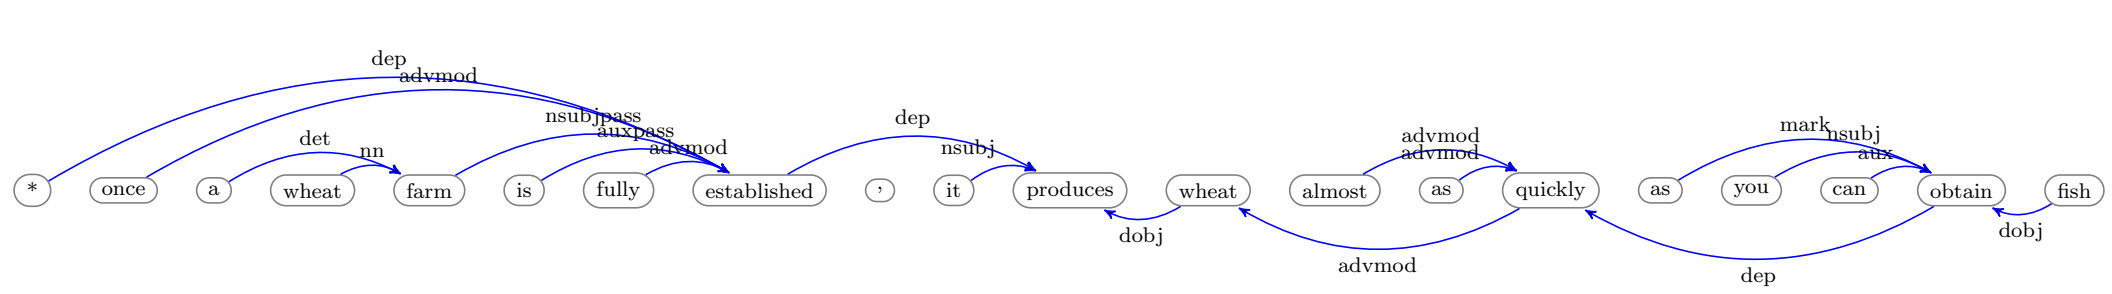 dep
advmod
nsubjpass
dep
mark
auxpass
nsubj
advmod
advmod
det
nn
advmod
nsubj
advmod
aux
* once a wheat farm is fully established , it produces wheat almost as quickly as you can obtain fish
dobj
dobj
advmod
dep